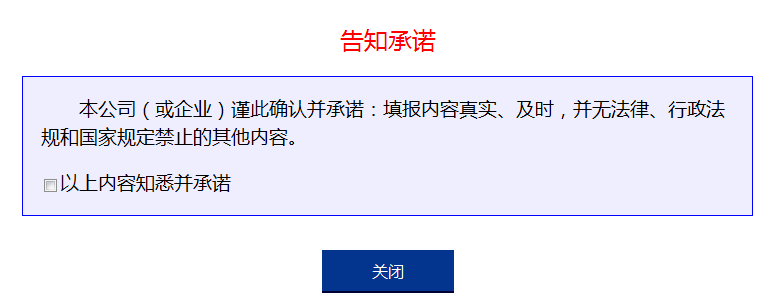 告知承诺
本公司（或企业）谨此确认并承诺：填报内容真实、及时，并无法律、行政法
规和国家规定禁止的其他内容。
以上内容知悉并承诺
关闭